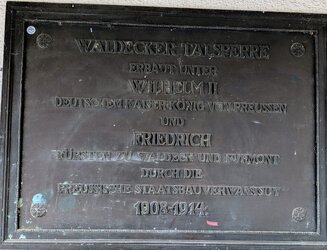 WALDECKER TALSPERRE
ERBAUT UNTER
WILHELM II
DEUTSCHEM KAISER KÖNIG VON PREUSSEN
UND
FRIEDRICH
FÜRSTEN ZU WALDECK UND PYRMONT
DURCH DIE
PREUSSISCHE STAATSBAUVERWALTUNG
1908-1914.